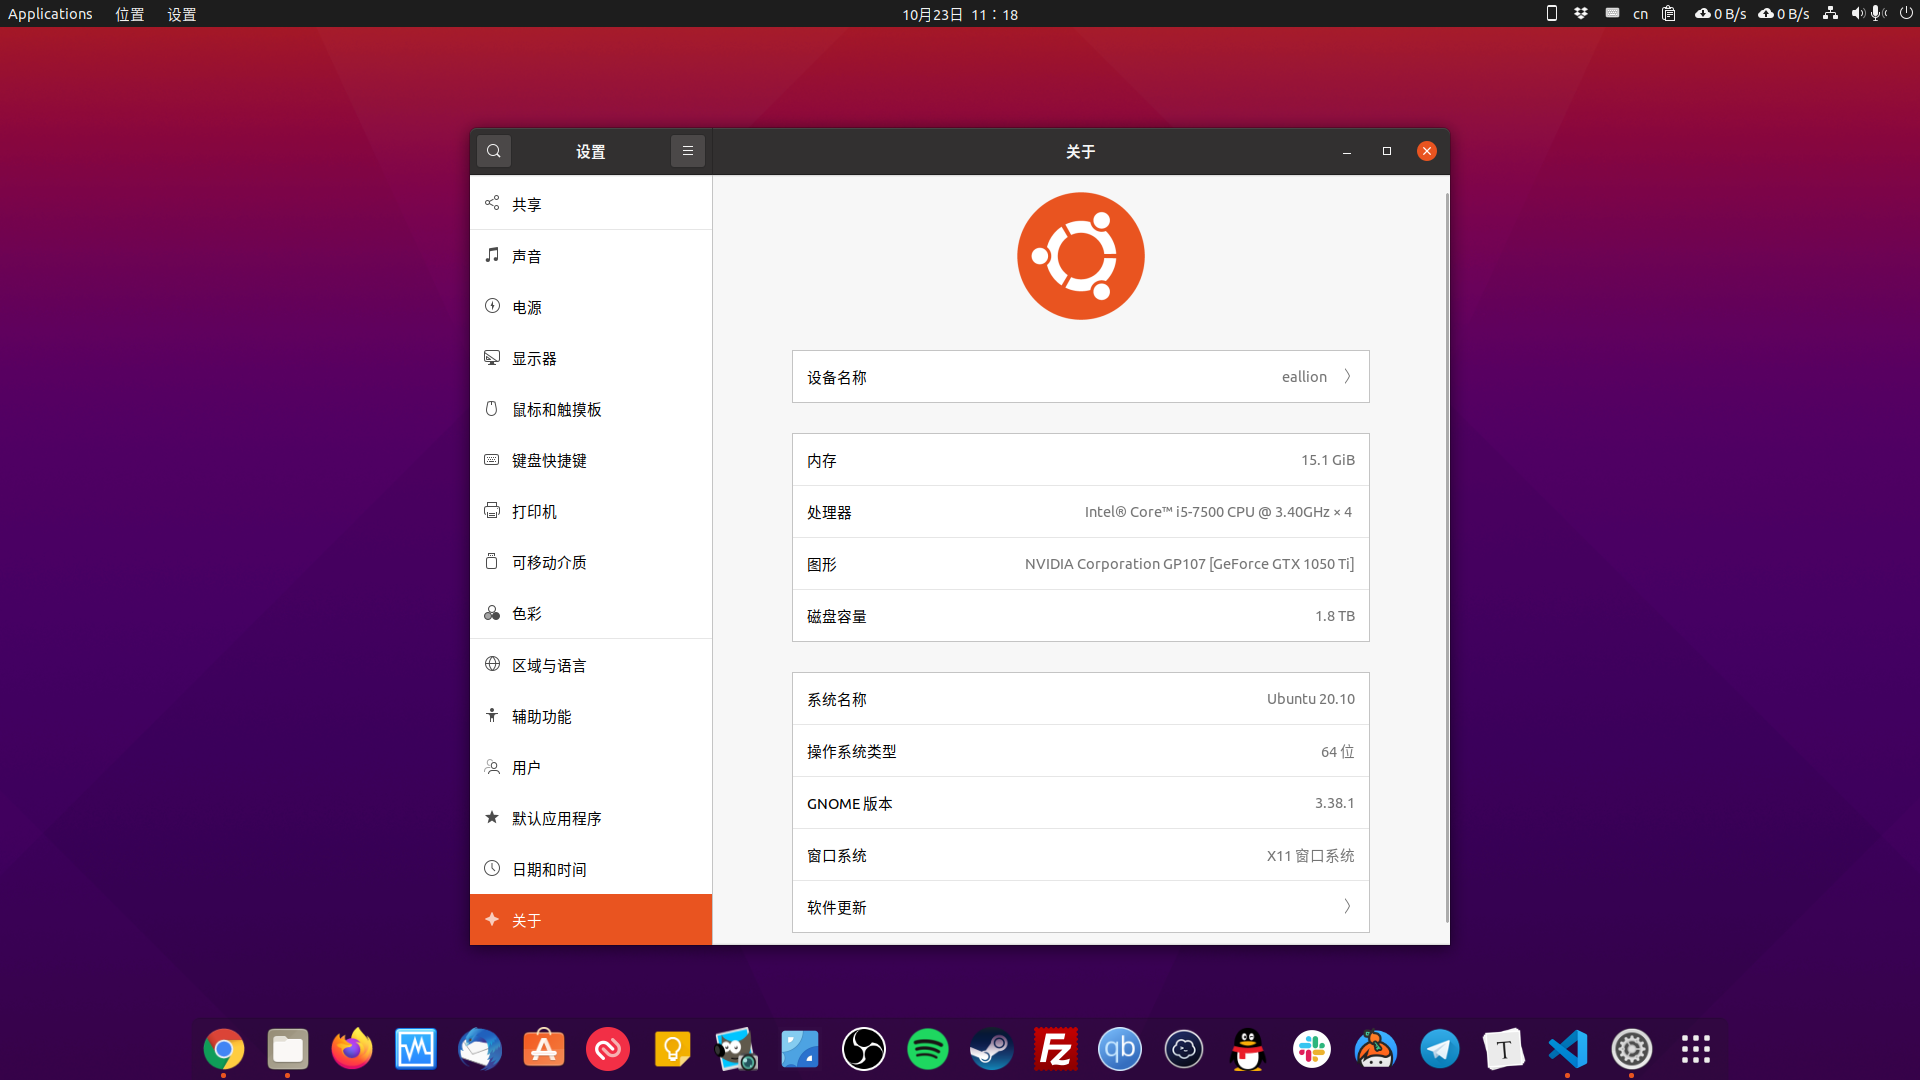 Applications 位置 设置 10月23日 11：18 cn 0 B/s 0 B/s
设置 关于
共享
声音
电源
显示器
鼠标和触摸板
键盘快捷键
打印机
可移动介质
色彩
区域与语言
辅助功能
用户
默认应用程序
日期和时间
关于
设备名称 eallion
内存 15.1 GiB
处理器 Intel® Core™ i5-7500 CPU @ 3.40GHz × 4
图形 NVIDIA Corporation GP107 [GeForce GTX 1050 Ti]
磁盘容量 1.8 TB
系统名称 Ubuntu 20.10
操作系统类型 64 位
GNOME 版本 3.38.1
窗口系统 X11 窗口系统
软件更新
Fz qb T